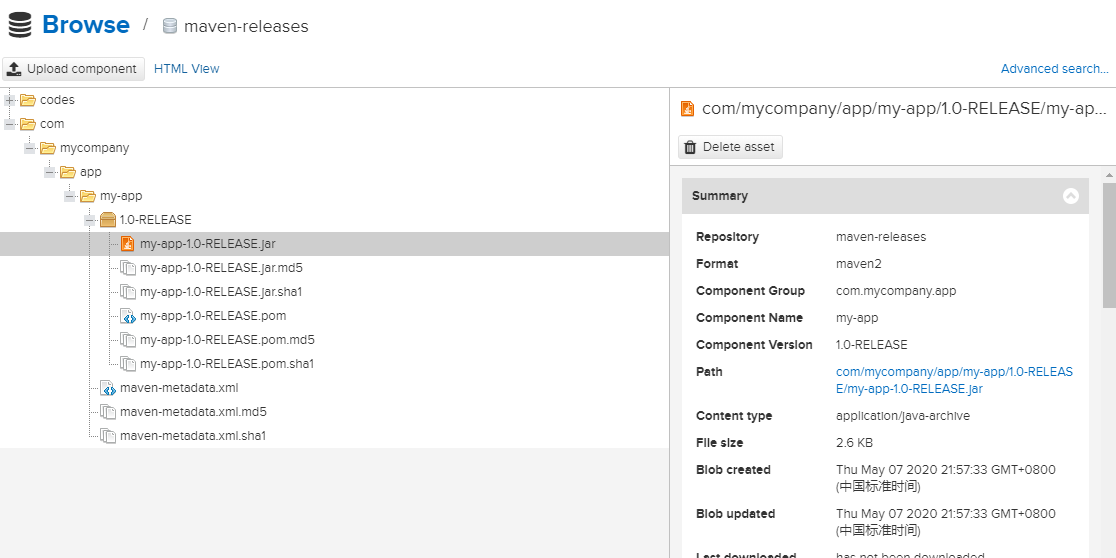 Browse / maven-releases
Upload component HTML View Advanced search...
codes
com
mycompany
app
my-app
1.0-RELEASE
my-app-1.0-RELEASE.jar
my-app-1.0-RELEASE.jar.md5
my-app-1.0-RELEASE.jar.sha1
my-app-1.0-RELEASE.pom
my-app-1.0-RELEASE.pom.md5
my-app-1.0-RELEASE.pom.sha1
maven-metadata.xml
maven-metadata.xml.md5
maven-metadata.xml.sha1
com/mycompany/app/my-app/1.0-RELEASE/my-ap...
Delete asset
Summary
Repository maven-releases
Format maven2
Component Group com.mycompany.app
Component Name my-app
Component Version 1.0-RELEASE
Path com/mycompany/app/my-app/1.0-RELEAS
E/my-app-1.0-RELEASE.jar
Content type application/java-archive
File size 2.6 KB
Blob created Thu May 07 2020 21:57:33 GMT+0800
(中国标准时间)
Blob updated Thu May 07 2020 21:57:33 GMT+0800
(中国标准时间)
Last downloaded has not been downloaded